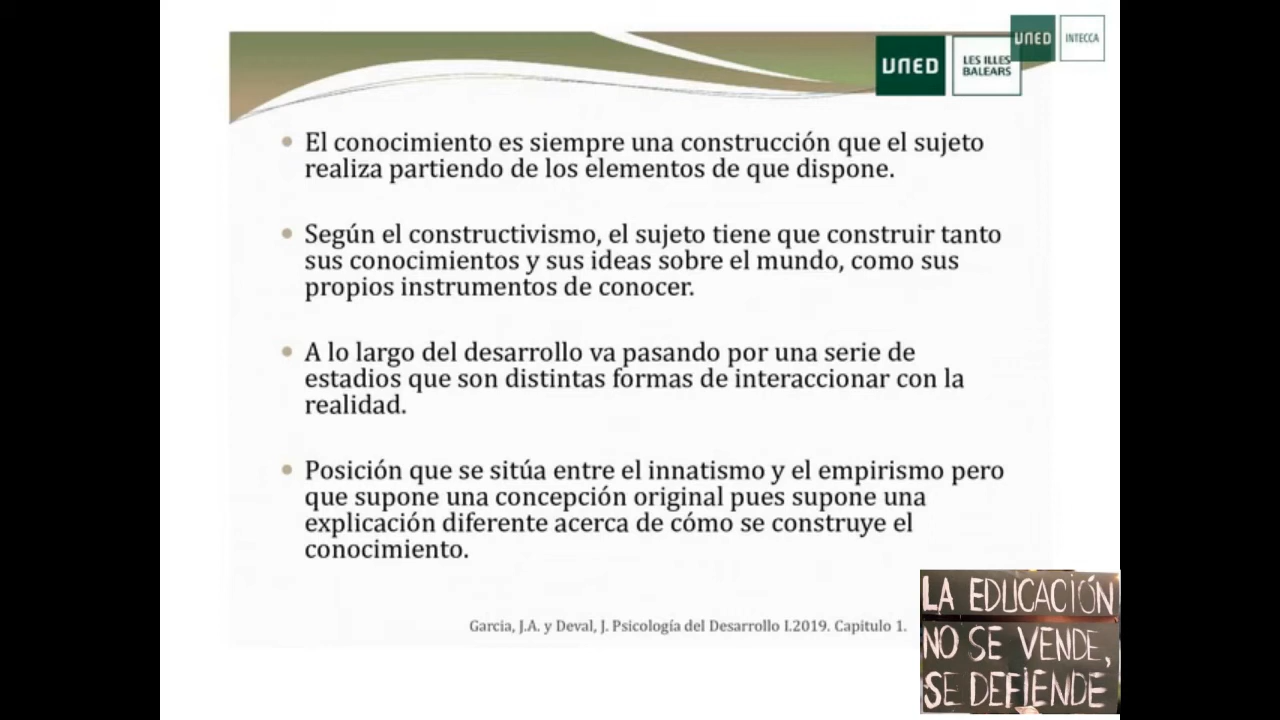 UNED
INTECCA
UNED
LES ILLES
BALEARS
• El conocimiento es siempre una construcción que el sujeto
realiza partiendo de los elementos de que dispone.
• Según el constructivismo, el sujeto tiene que construir tanto
sus conocimientos y sus ideas sobre el mundo, como sus
propios instrumentos de conocer.
• A lo largo del desarrollo va pasando por una serie de
estadios que son distintas formas de interaccionar con la
realidad.
• Posición que se sitúa entre el innatismo y el empirismo pero
que supone una concepción original pues supone una
explicación diferente acerca de cómo se construye el
conocimiento.
Garcia, J.A. y Deval, J. Psicología del Desarrollo I.2019. Capitulo 1.
LA EDUCACIÓN
NO SE VENDE,
SE DEFIENDE